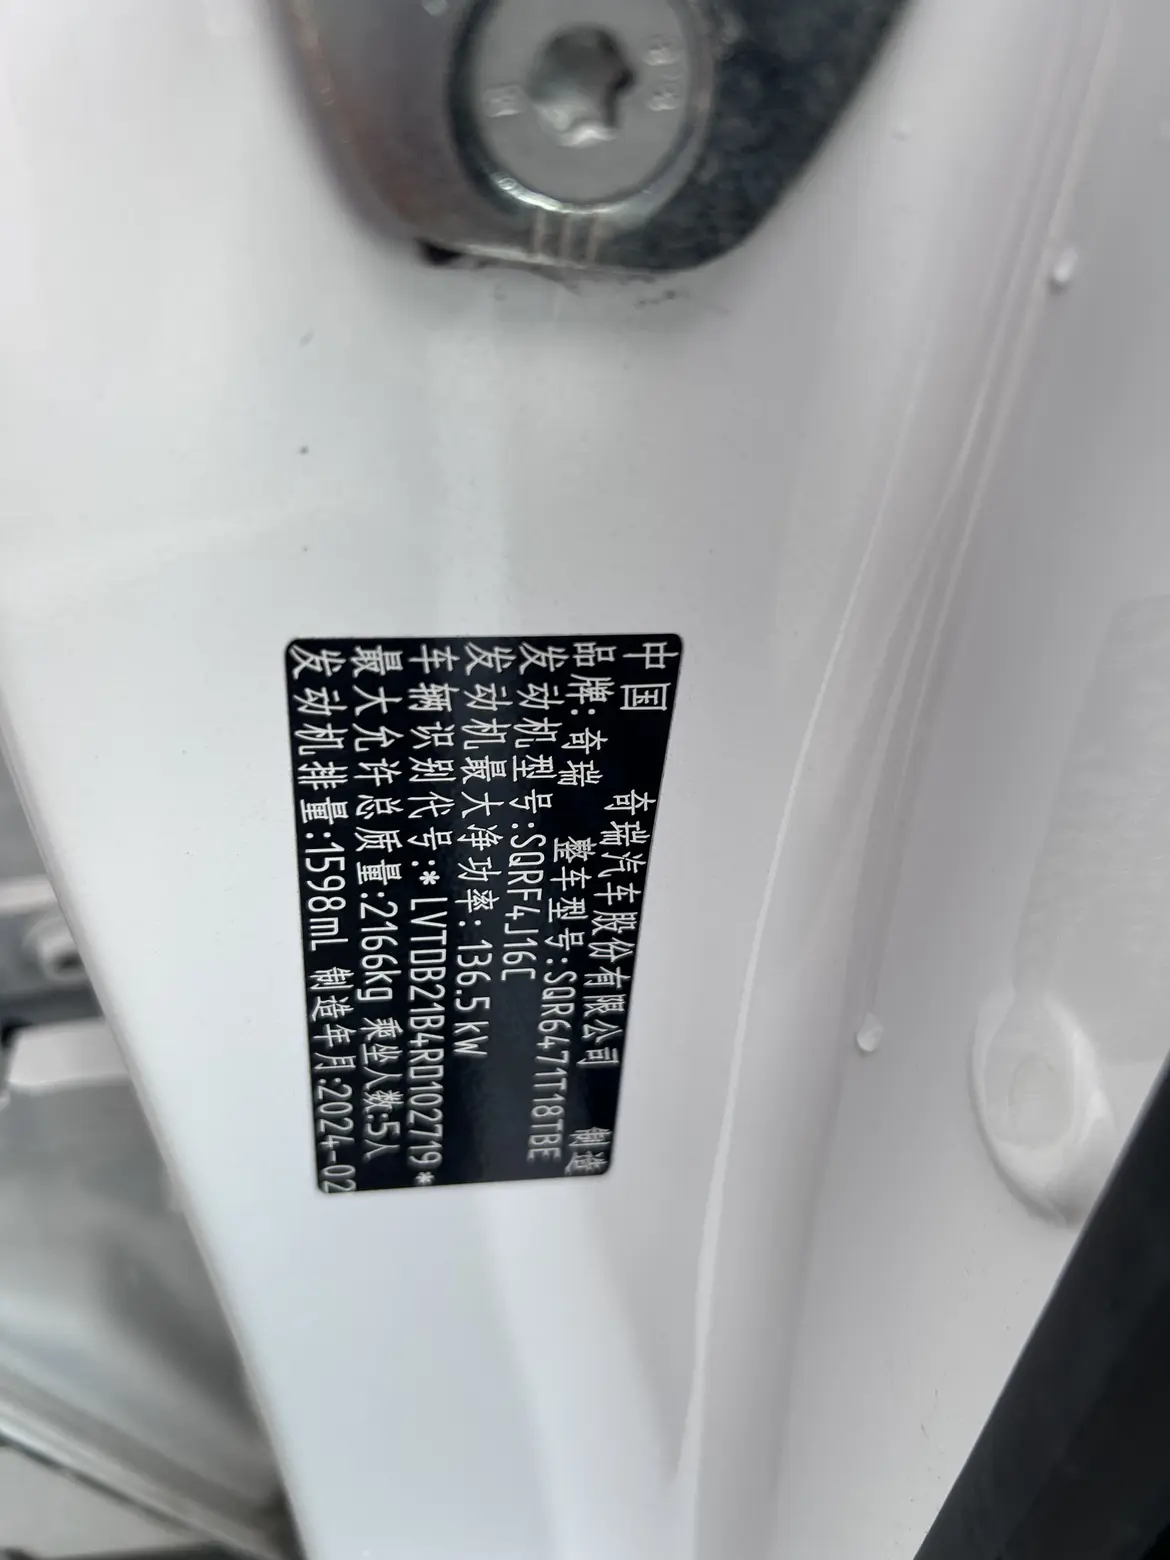 中国 奇瑞汽车股份有限公司 制造
品牌:奇瑞 整车型号:SQR6471T18TBE
发动机型号:SQRF4J16C
发动机最大净功率:136.5kW
车辆识别代号:*LVTDB21B4RD102719*
最大允许总质量:2166kg 乘坐人数:5人
发动机排量:1598mL 制造年月:2024-02